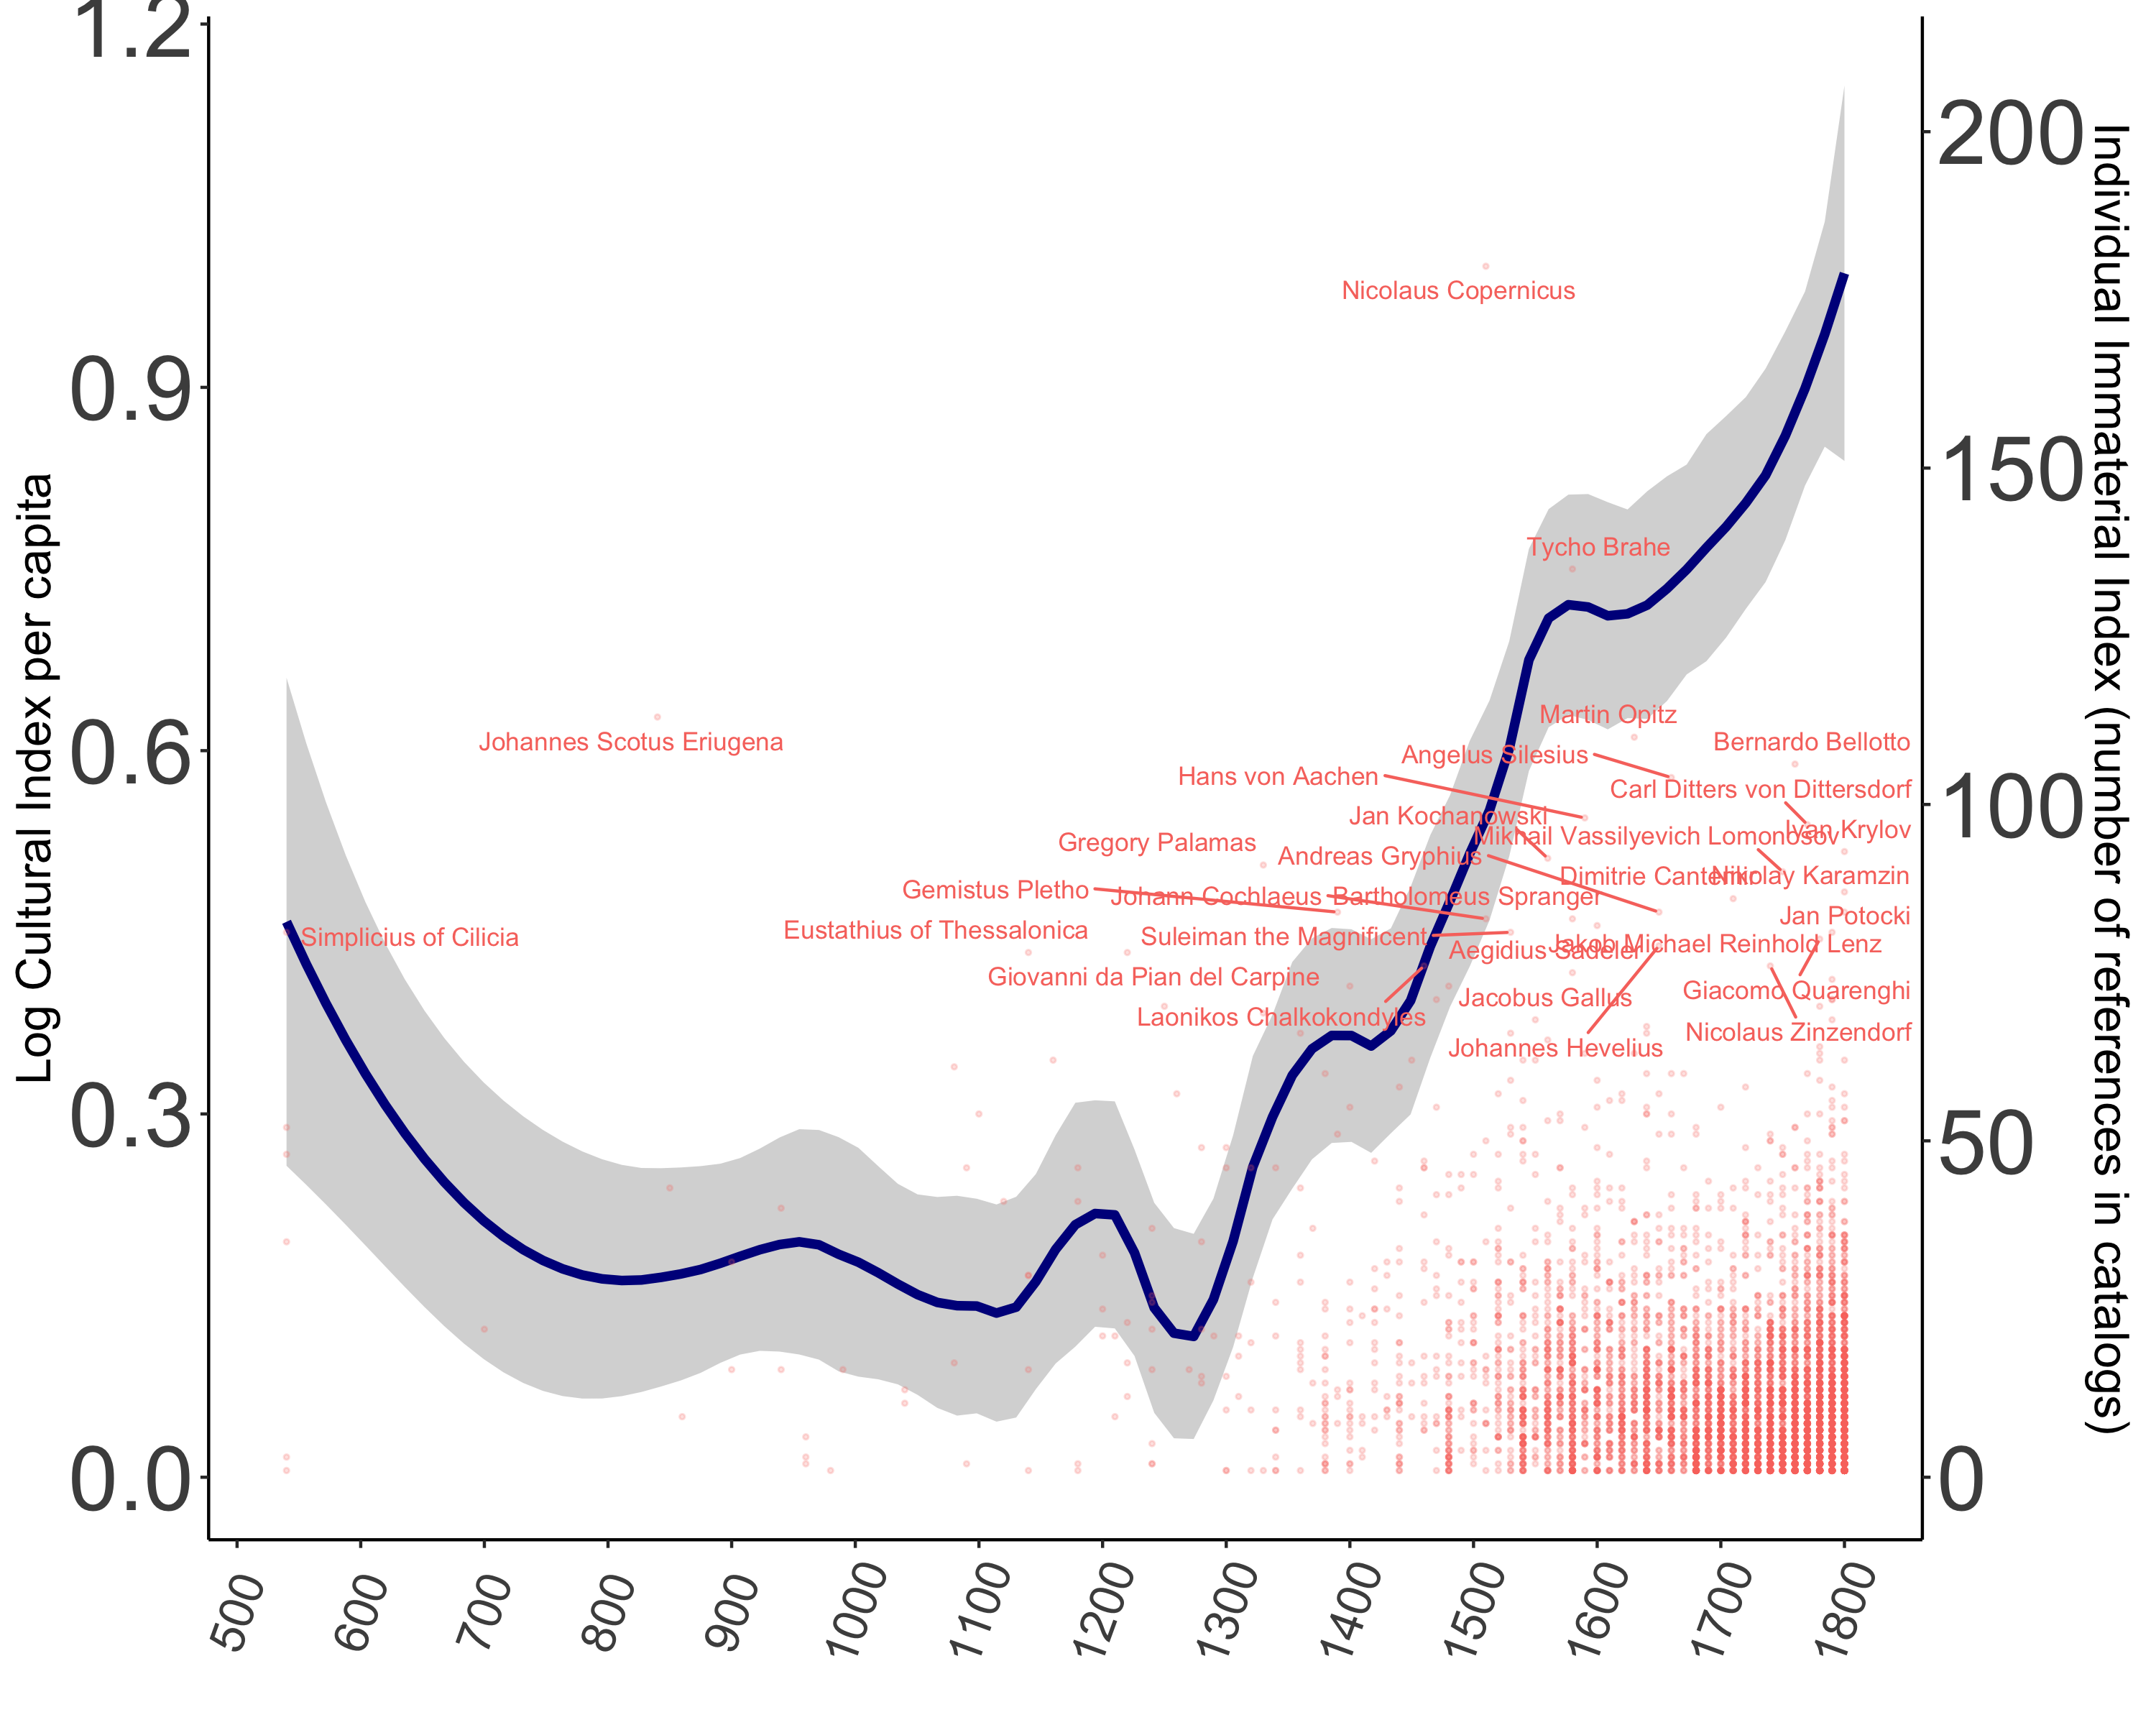 1.2
0.9
0.6
0.3
0.0
Log Cultural Index per capita
200
150
100
50
0
Individual Immaterial Index (number of references in catalogs)
Nicolaus Copernicus
Tycho Brahe
Johannes Scotus Eriugena
Martin Opitz
Bernardo Bellotto
Angelus Silesius
Hans von Aachen
Carl Ditters von Dittersdorf
Jan Kochanowski
Ivan Krylov
Mikhail Vassilyevich Lomonosov
Gregory Palamas
Andreas Gryphius
Dimitrie Cantemir
Nikolay Karamzin
Gemistus Pletho
Johann Cochlaeus
Bartholomeus Spranger
Jan Potocki
Eustathius of Thessalonica
Suleiman the Magnificent
Simplicius of Cilicia
Aegidius Sadeler
Jakob Michael Reinhold Lenz
Giovanni da Pian del Carpine
Giacomo Quarenghi
Jacobus Gallus
Laonikos Chalkokondyles
Nicolaus Zinzendorf
Johannes Hevelius
500
600
700
800
900
1000
1100
1200
1300
1400
1500
1600
1700
1800